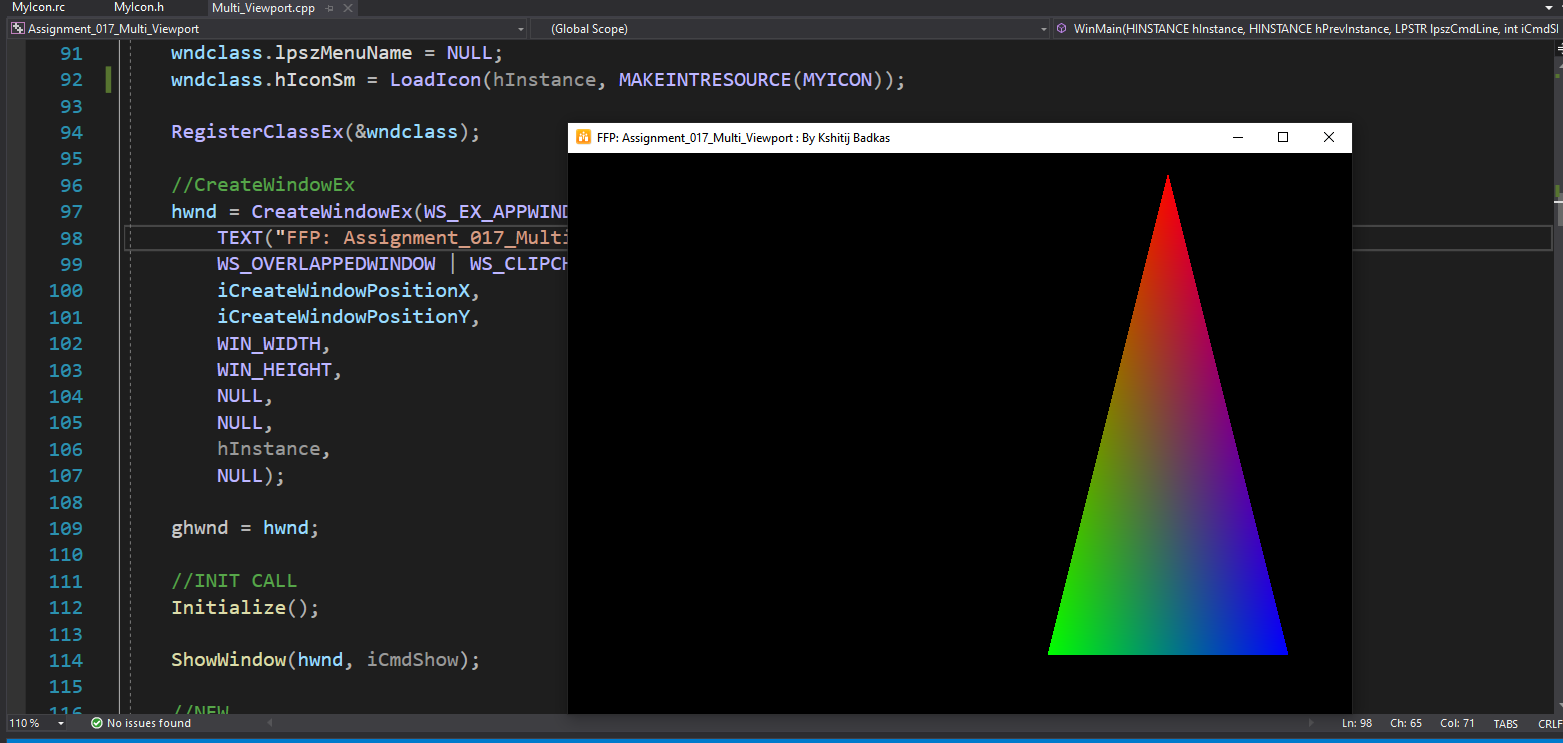 MyIcon.rc MyIcon.h Multi_Viewport.cpp
Assignment_017_Multi_Viewport (Global Scope) WinMain(HINSTANCE hInstance, HINSTANCE hPrevInstance, LPSTR lpszCmdLine, int iCmdSl
91 wndclass.lpszMenuName = NULL;
92 wndclass.hIconSm = LoadIcon(hInstance, MAKEINTRESOURCE(MYICON));
93
94 RegisterClassEx(&wndclass);
95
96 //CreateWindowEx
97 hwnd = CreateWindowEx(WS_EX_APPWIND
98 TEXT("FFP: Assignment_017_Multi
99 WS_OVERLAPPEDWINDOW | WS_CLIPCH
100 iCreateWindowPositionX,
101 iCreateWindowPositionY,
102 WIN_WIDTH,
103 WIN_HEIGHT,
104 NULL,
105 NULL,
106 hInstance,
107 NULL);
108
109 ghwnd = hwnd;
110
111 //INIT CALL
112 Initialize();
113
114 ShowWindow(hwnd, iCmdShow);
115
116 //NEW
FFP: Assignment_017_Multi_Viewport : By Kshitij Badkas
110 % No issues found Ln: 98 Ch: 65 Col: 71 TABS CRLF